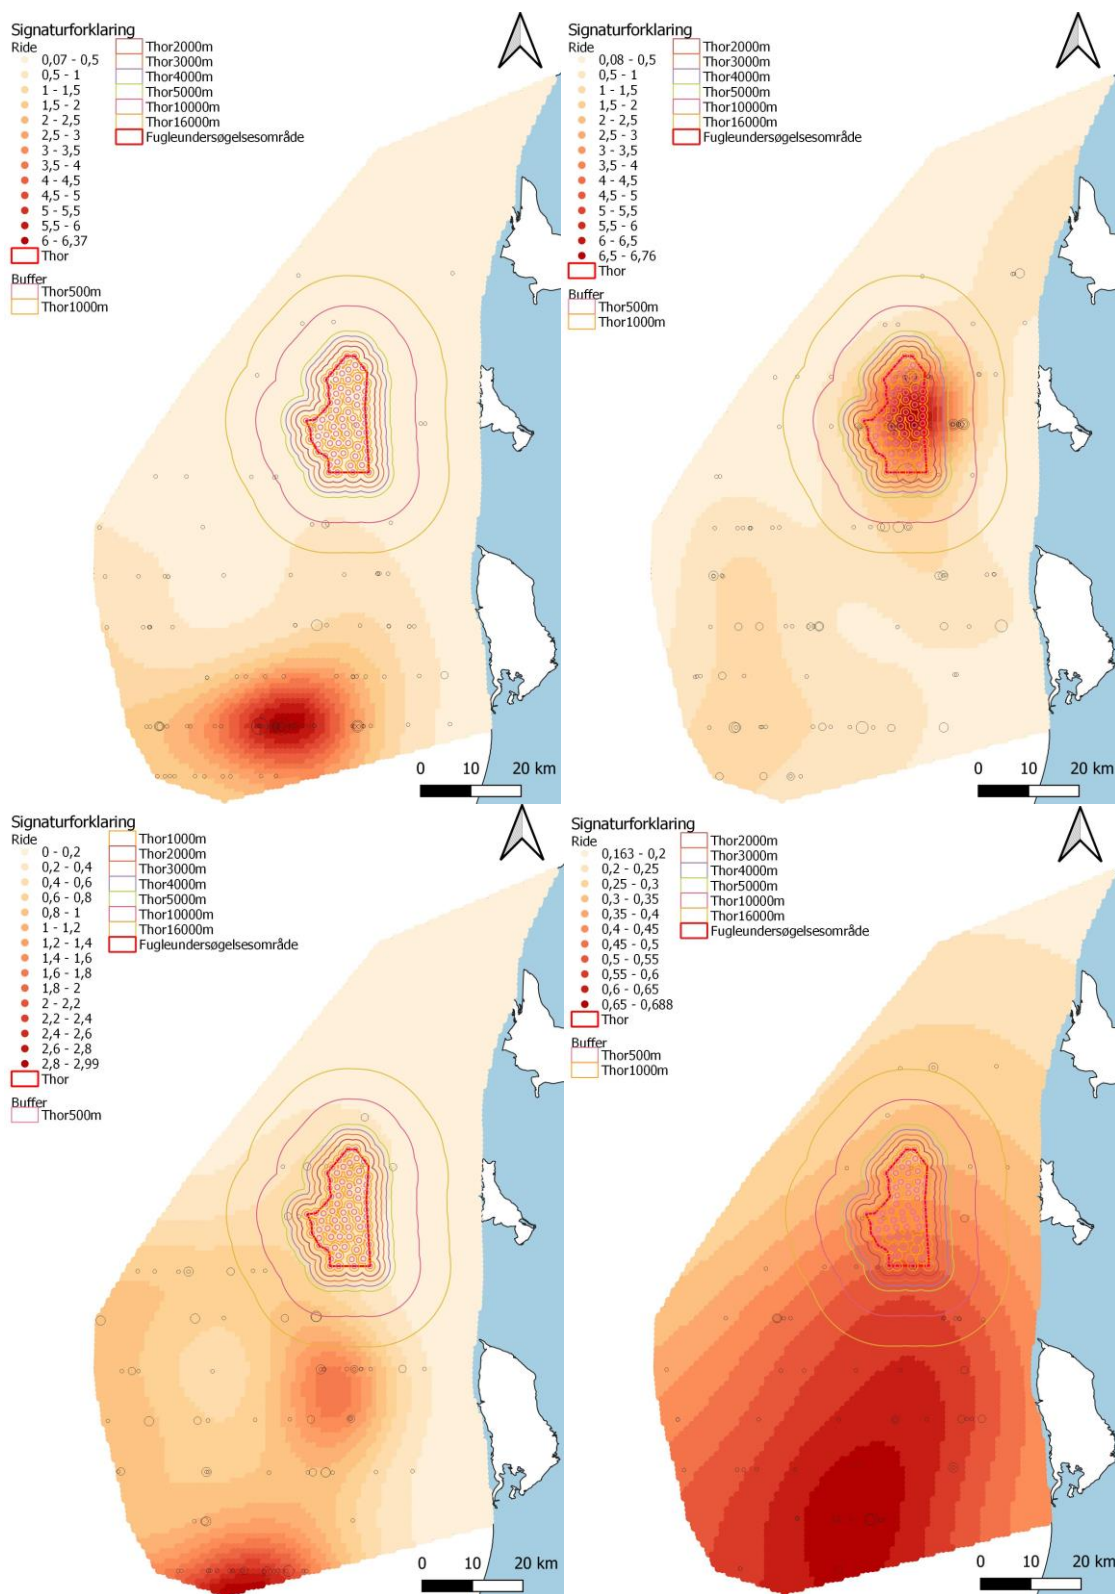 Signaturforklaring
Ride
0,07 - 0,5
0,5 - 1
1 - 1,5
1,5 - 2
2 - 2,5
2,5 - 3
3 - 3,5
3,5 - 4
4 - 4,5
4,5 - 5
5 - 5,5
5,5 - 6
6 - 6,37
Thor
Buffer
Thor500m
Thor1000m
Thor2000m
Thor3000m
Thor4000m
Thor5000m
Thor10000m
Thor16000m
Fugleundersøgelsesområde
0 10 20 km
Signaturforklaring
Ride
0,08 - 0,5
0,5 - 1
1 - 1,5
1,5 - 2
2 - 2,5
2,5 - 3
3 - 3,5
3,5 - 4
4 - 4,5
4,5 - 5
5 - 5,5
5,5 - 6
6 - 6,5
6,5 - 6,76
Thor
Buffer
Thor500m
Thor1000m
Thor2000m
Thor3000m
Thor4000m
Thor5000m
Thor10000m
Thor16000m
Fugleundersøgelsesområde
0 10 20 km
Signaturforklaring
Ride
0 - 0,2
0,2 - 0,4
0,4 - 0,6
0,6 - 0,8
0,8 - 1
1 - 1,2
1,2 - 1,4
1,4 - 1,6
1,6 - 1,8
1,8 - 2
2 - 2,2
2,2 - 2,4
2,4 - 2,6
2,6 - 2,8
2,8 - 2,99
Thor
Buffer
Thor500m
Thor1000m
Thor2000m
Thor3000m
Thor4000m
Thor5000m
Thor10000m
Thor16000m
Fugleundersøgelsesområde
0 10 20 km
Signaturforklaring
Ride
0,163 - 0,2
0,2 - 0,25
0,25 - 0,3
0,3 - 0,35
0,35 - 0,4
0,4 - 0,45
0,45 - 0,5
0,5 - 0,55
0,55 - 0,6
0,6 - 0,65
0,65 - 0,688
Thor
Buffer
Thor500m
Thor1000m
Thor2000m
Thor3000m
Thor4000m
Thor5000m
Thor10000m
Thor16000m
Fugleundersøgelsesområde
0 10 20 km